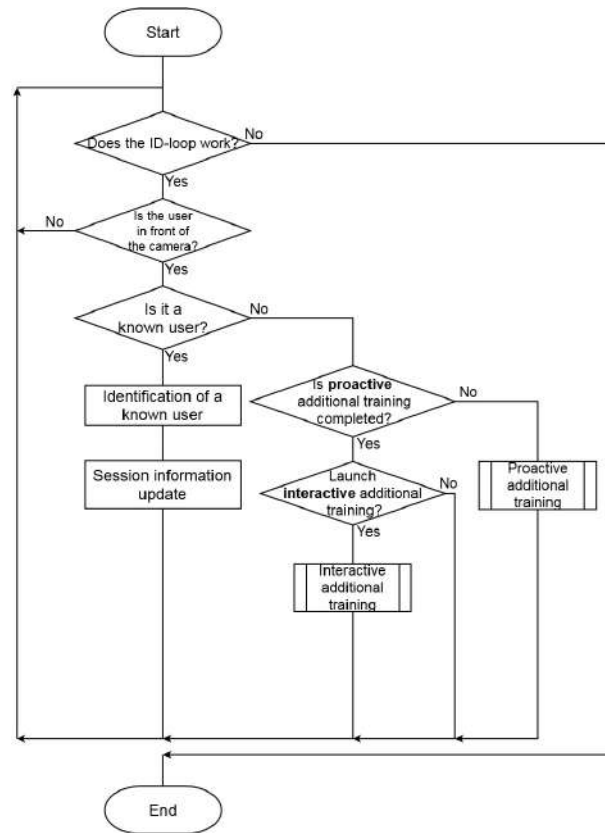 Start
Does the ID-loop work?
No
Yes
No
Is the user
in front of
the camera?
Yes
Is it a
known user?
No
Yes
Identification of a
known user
Is proactive
additional training
completed?
No
Yes
Session information
update
Launch
interactive additional
training?
No
Proactive
additional
training
Yes
Interactive
additional
training
End